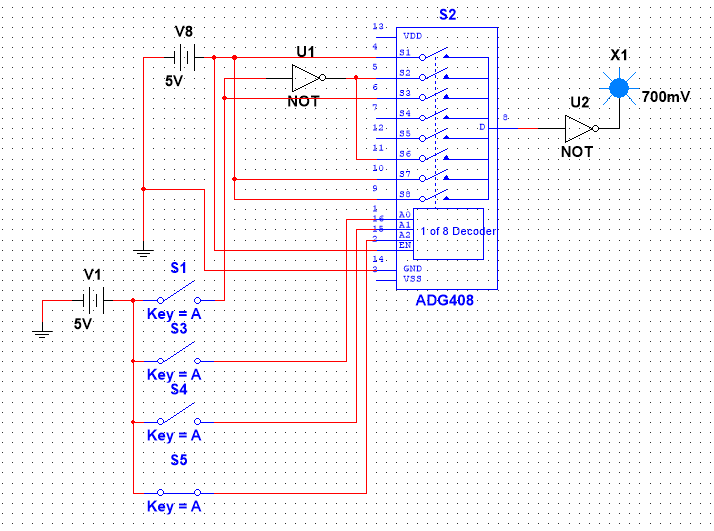 S2
13
VDD
V8
5V
U1
NOT
4
S1
5
S2
6
S3
7
S4
12
S5
11
S6
10
S7
9
S8
D
8
U2
NOT
X1
700mV
1
A0
16
A1
15
A2
2
EN
1 of 8 Decoder
14
GND
3
VSS
ADG408
V1
5V
S1
Key = A
S3
Key = A
S4
Key = A
S5
Key = A